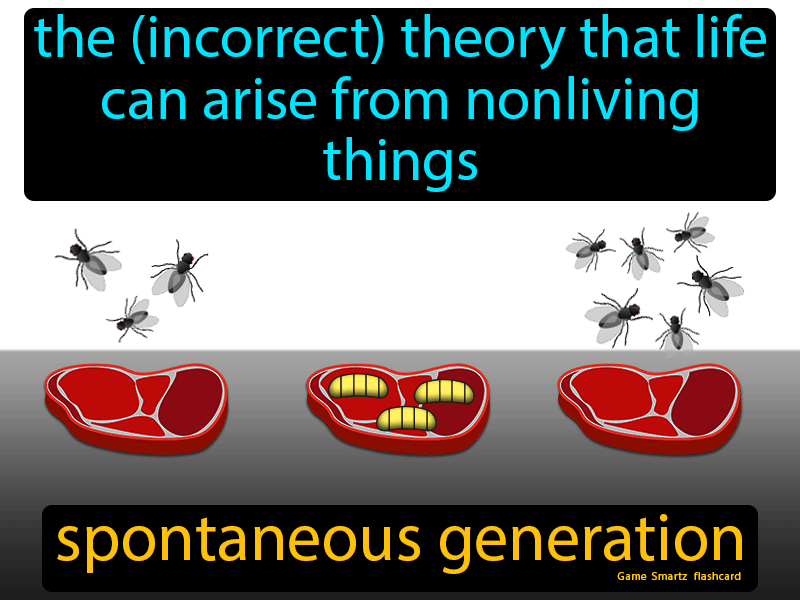 the (incorrect) theory that life
can arise from nonliving
things
spontaneous generation
Game Smartz flashcard